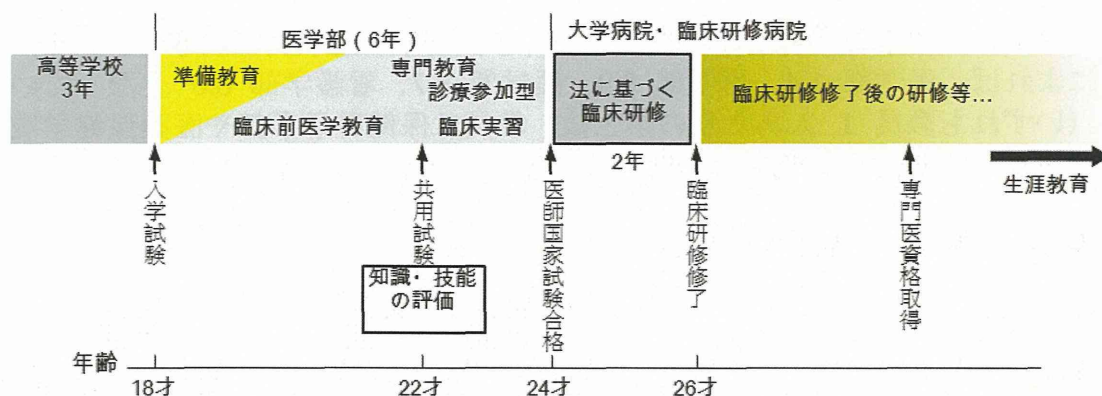 大学病院・臨床研修病院
医学部(6年)
高等学校
3年
準備教育
専門教育
診療参加型
臨床前医学教育
臨床実習
法に基づく
臨床研修
臨床研修修了後の研修等…
2年
生涯教育
入学試験
共用試験
知識・技能
の評価
医師国家試験合格
臨床研修修了
専門医資格取得
年齢
18才
22才
24才
26才